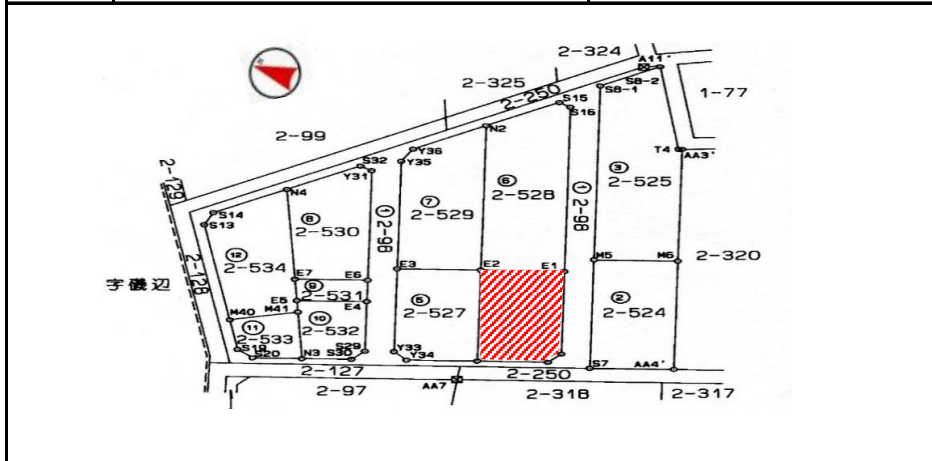 2-324
A11'
S8-2
2-325
2-250
S15
S8-1
1-77
S16
2-99
N2
Y36
T4
AA3'
2-129
S32
Y35
③
Y31
⑦
⑥
①
2-525
N4
2-528
2-98
S14
⑧
①
2-529
S13
2-530
2-98
⑫
2-534
M5
M6
2-320
2-128
E3
E2
E1
字磯辺
E7
E6
⑨
2-531
②
E5
E4
⑤
2-524
M40
M41
⑩
2-527
⑪
2-532
2-533
S19
S29
Y33
S20
N3
S30
Y34
2-127
2-250
S7
AA4'
2-97
AA7
2-318
2-317